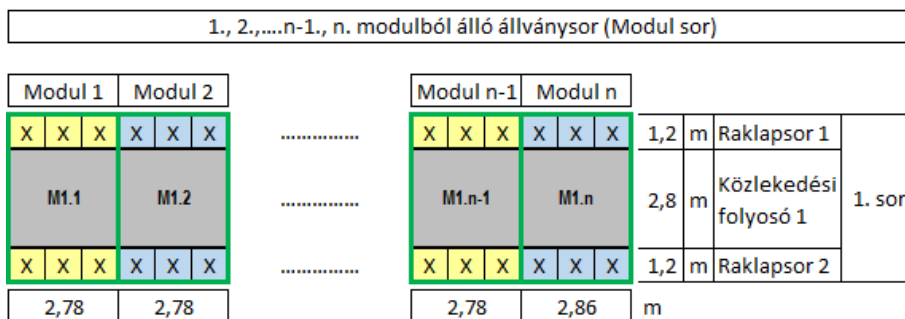 1., 2.,....n-1., n. modulból álló állványsor (Modul sor)
Modul 1 Modul 2 Modul n-1 Modul n
X X X X X X ............... X X X X X X 1,2 m Raklapsor 1
M1.1 M1.2 ............... M1.n-1 M1.n 2,8 m Közlekedési folyosó 1 1. sor
X X X X X X ............... X X X X X X 1,2 m Raklapsor 2
2,78 2,78 2,78 2,86 m